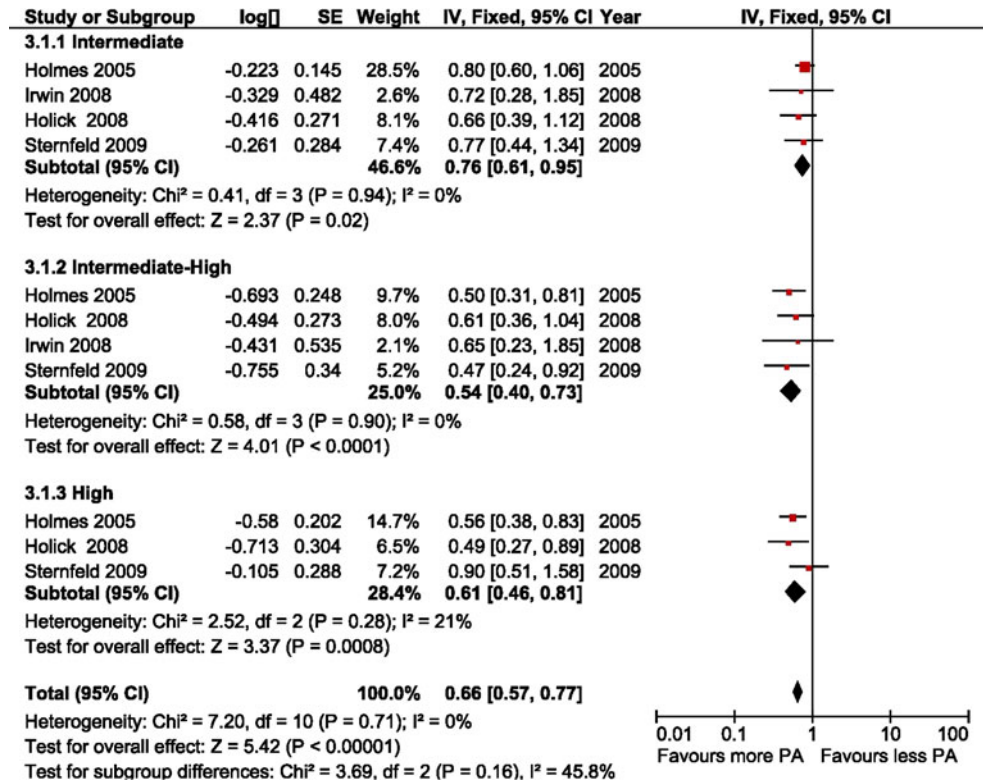 Study or Subgroup log[] SE Weight IV, Fixed, 95% CI Year IV, Fixed, 95% CI
3.1.1 Intermediate
Holmes 2005 -0.223 0.145 28.5% 0.80 [0.60, 1.06] 2005
Irwin 2008 -0.329 0.482 2.6% 0.72 [0.28, 1.85] 2008
Holick 2008 -0.416 0.271 8.1% 0.66 [0.39, 1.12] 2008
Sternfeld 2009 -0.261 0.284 7.4% 0.77 [0.44, 1.34] 2009
Subtotal (95% CI) 46.6% 0.76 [0.61, 0.95]
Heterogeneity: Chi² = 0.41, df = 3 (P = 0.94); I² = 0%
Test for overall effect: Z = 2.37 (P = 0.02)
3.1.2 Intermediate-High
Holmes 2005 -0.693 0.248 9.7% 0.50 [0.31, 0.81] 2005
Holick 2008 -0.494 0.273 8.0% 0.61 [0.36, 1.04] 2008
Irwin 2008 -0.431 0.535 2.1% 0.65 [0.23, 1.85] 2008
Sternfeld 2009 -0.755 0.34 5.2% 0.47 [0.24, 0.92] 2009
Subtotal (95% CI) 25.0% 0.54 [0.40, 0.73]
Heterogeneity: Chi² = 0.58, df = 3 (P = 0.90); I² = 0%
Test for overall effect: Z = 4.01 (P < 0.0001)
3.1.3 High
Holmes 2005 -0.58 0.202 14.7% 0.56 [0.38, 0.83] 2005
Holick 2008 -0.713 0.304 6.5% 0.49 [0.27, 0.89] 2008
Sternfeld 2009 -0.105 0.288 7.2% 0.90 [0.51, 1.58] 2009
Subtotal (95% CI) 28.4% 0.61 [0.46, 0.81]
Heterogeneity: Chi² = 2.52, df = 2 (P = 0.28); I² = 21%
Test for overall effect: Z = 3.37 (P = 0.0008)
Total (95% CI) 100.0% 0.66 [0.57, 0.77]
Heterogeneity: Chi² = 7.20, df = 10 (P = 0.71); I² = 0%
Test for overall effect: Z = 5.42 (P < 0.00001)
Test for subgroup differences: Chi² = 3.69, df = 2 (P = 0.16), I² = 45.8%
0.01 0.1 1 10 100
Favours more PA Favours less PA